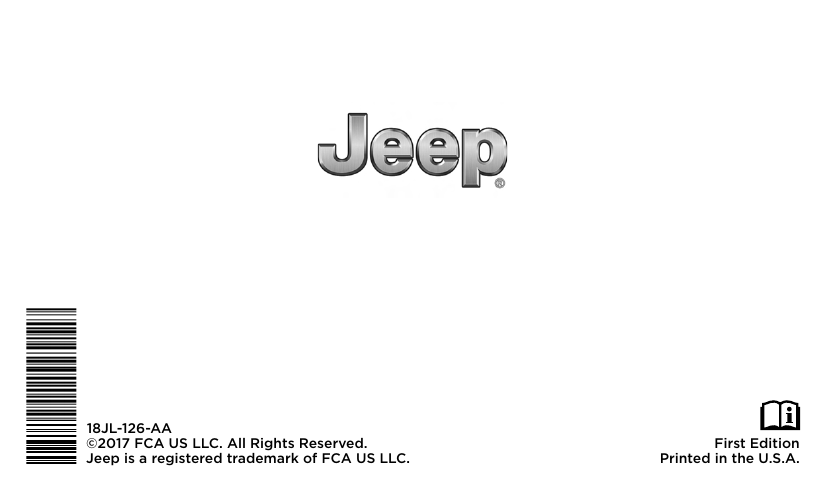 Jeep®
18JL-126-AA
©2017 FCA US LLC. All Rights Reserved.
Jeep is a registered trademark of FCA US LLC.
First Edition
Printed in the U.S.A.